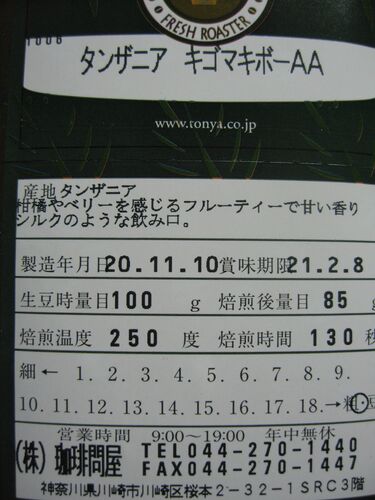 FRESH ROASTER
1006
タンザニア キゴマキボーAA
www.tonya.co.jp
産地 タンザニア
柑橘やベリーを感じるフルーティーで甘い香り
シルクのような飲み口。
製造年月日 20.11.10 賞味期限 21.2.8
生豆時量目 100 g 焙煎後量目 85 g
焙煎温度 250 度 焙煎時間 130 秒
細← 1. 2. 3. 4. 5. 6. 7. 8. 9.
10. 11. 12. 13. 14. 15. 16. 17. 18.→粗 豆
営業時間 9:00~19:00 年中無休
(株) 珈琲問屋 TEL044-270-1440
FAX044-270-1447
神奈川県川崎市川崎区桜本2-32-1SRC3階